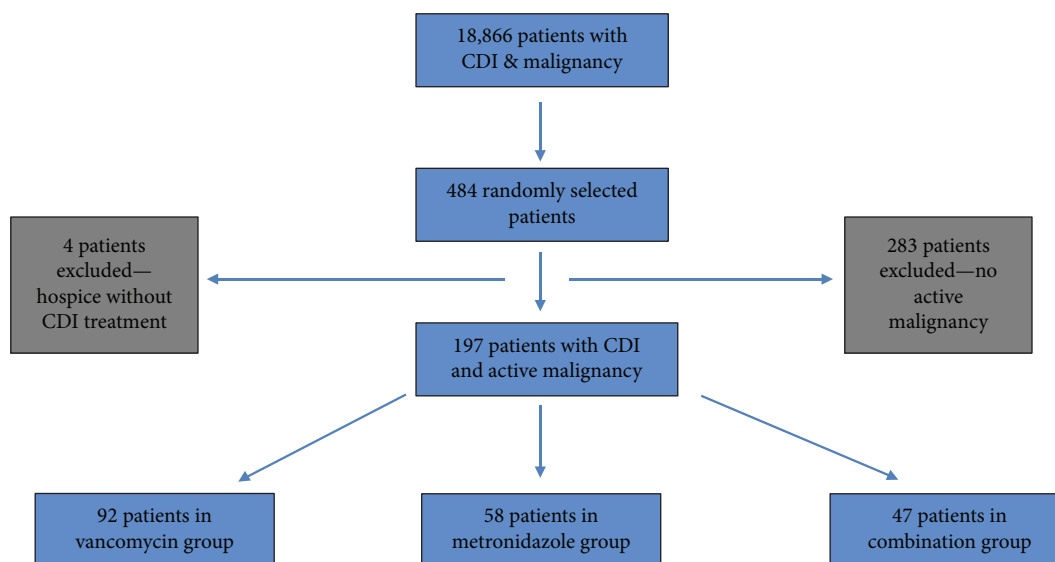 18,866 patients with
CDI & malignancy
484 randomly selected
patients
4 patients
excluded—
hospice without
CDI treatment
283 patients
excluded—no
active
malignancy
197 patients with CDI
and active malignancy
92 patients in
vancomycin group
58 patients in
metronidazole group
47 patients in
combination group